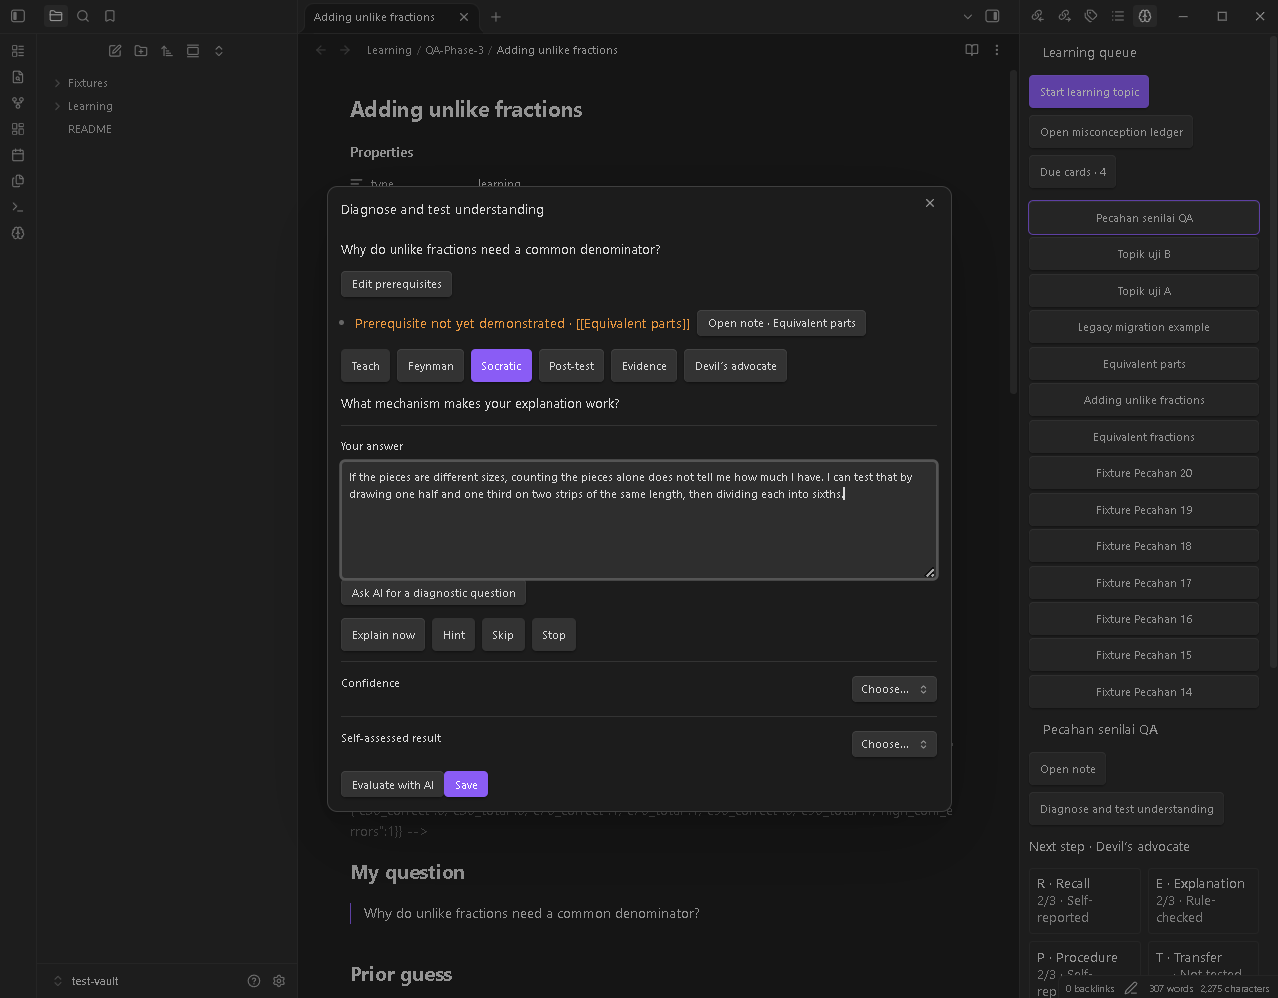 Adding unlike fractions
Learning / QA-Phase-3 / Adding unlike fractions
Fixtures
Learning
README
Adding unlike fractions
Properties
type learning
Diagnose and test understanding
Why do unlike fractions need a common denominator?
Edit prerequisites
Prerequisite not yet demonstrated · [[Equivalent parts]]
Open note · Equivalent parts
Teach
Feynman
Socratic
Post-test
Evidence
Devil's advocate
What mechanism makes your explanation work?
Your answer
If the pieces are different sizes, counting the pieces alone does not tell me how much I have. I can test that by
drawing one half and one third on two strips of the same length, then dividing each into sixths.
Ask AI for a diagnostic question
Explain now
Hint
Skip
Stop
Confidence
Choose...
Self-assessed result
Choose...
Evaluate with AI
Save
rrors":1}} -->
My question
Why do unlike fractions need a common denominator?
Prior guess
test-vault
Learning queue
Start learning topic
Open misconception ledger
Due cards · 4
Pecahan senilai QA
Topik uji B
Topik uji A
Legacy migration example
Equivalent parts
Adding unlike fractions
Equivalent fractions
Fixture Pecahan 20
Fixture Pecahan 19
Fixture Pecahan 18
Fixture Pecahan 17
Fixture Pecahan 16
Fixture Pecahan 15
Fixture Pecahan 14
Pecahan senilai QA
Open note
Diagnose and test understanding
Next step · Devil's advocate
R · Recall
2/3 · Self-
reported
E · Explanation
2/3 · Rule-
checked
P · Procedure
2/3 · Self-
rep
T · Transfer
· Not tested
0 backlinks
307 words
2,275 characters